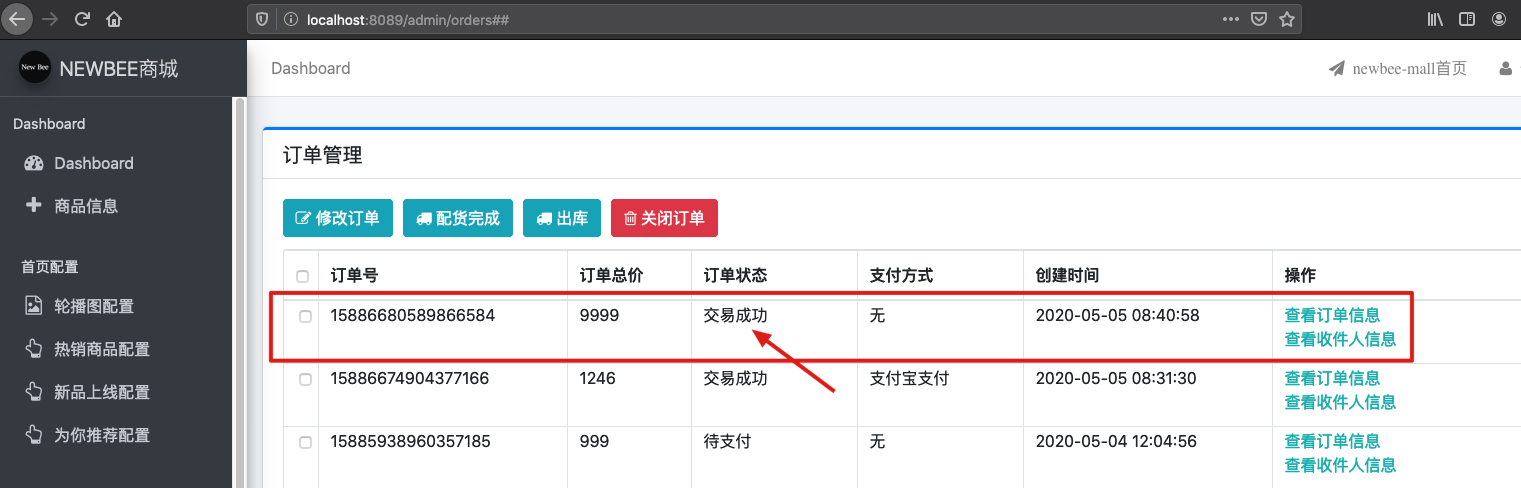 localhost:8089/admin/orders##
New Bee NEWBEE商城
Dashboard newbee-mall首页
Dashboard
Dashboard
商品信息
首页配置
轮播图配置
热销商品配置
新品上线配置
为你推荐配置
订单管理
修改订单 配货完成 出库 关闭订单
订单号 订单总价 订单状态 支付方式 创建时间 操作
15886680589866584 9999 交易成功 无 2020-05-05 08:40:58 查看订单信息
查看收件人信息
15886674904377166 1246 交易成功 支付宝支付 2020-05-05 08:31:30 查看订单信息
查看收件人信息
15885938960357185 999 待支付 无 2020-05-04 12:04:56 查看订单信息
查看收件人信息